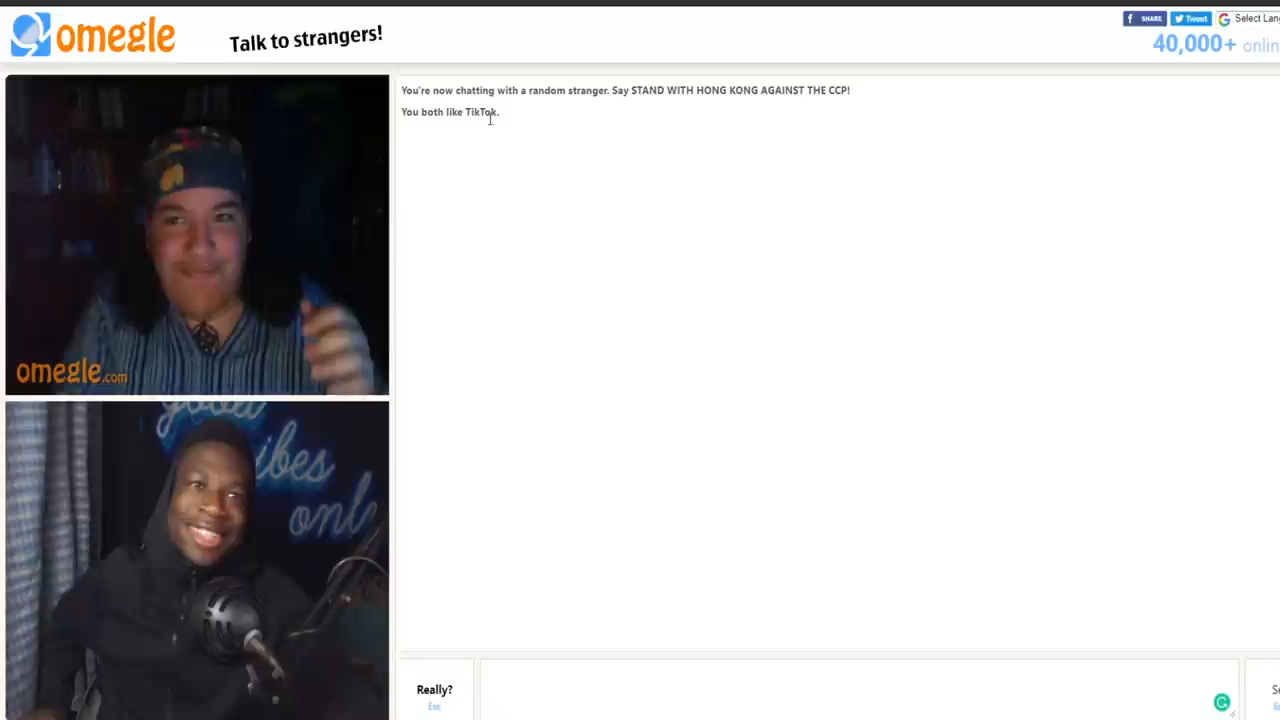 omegle
Talk to strangers!
SHARE
Tweet
Select Lan
40,000+ onlin
You're now chatting with a random stranger. Say STAND WITH HONG KONG AGAINST THE CCP!
You both like TikTok.
omegle.com
good
vibes
only
Really?
Esc